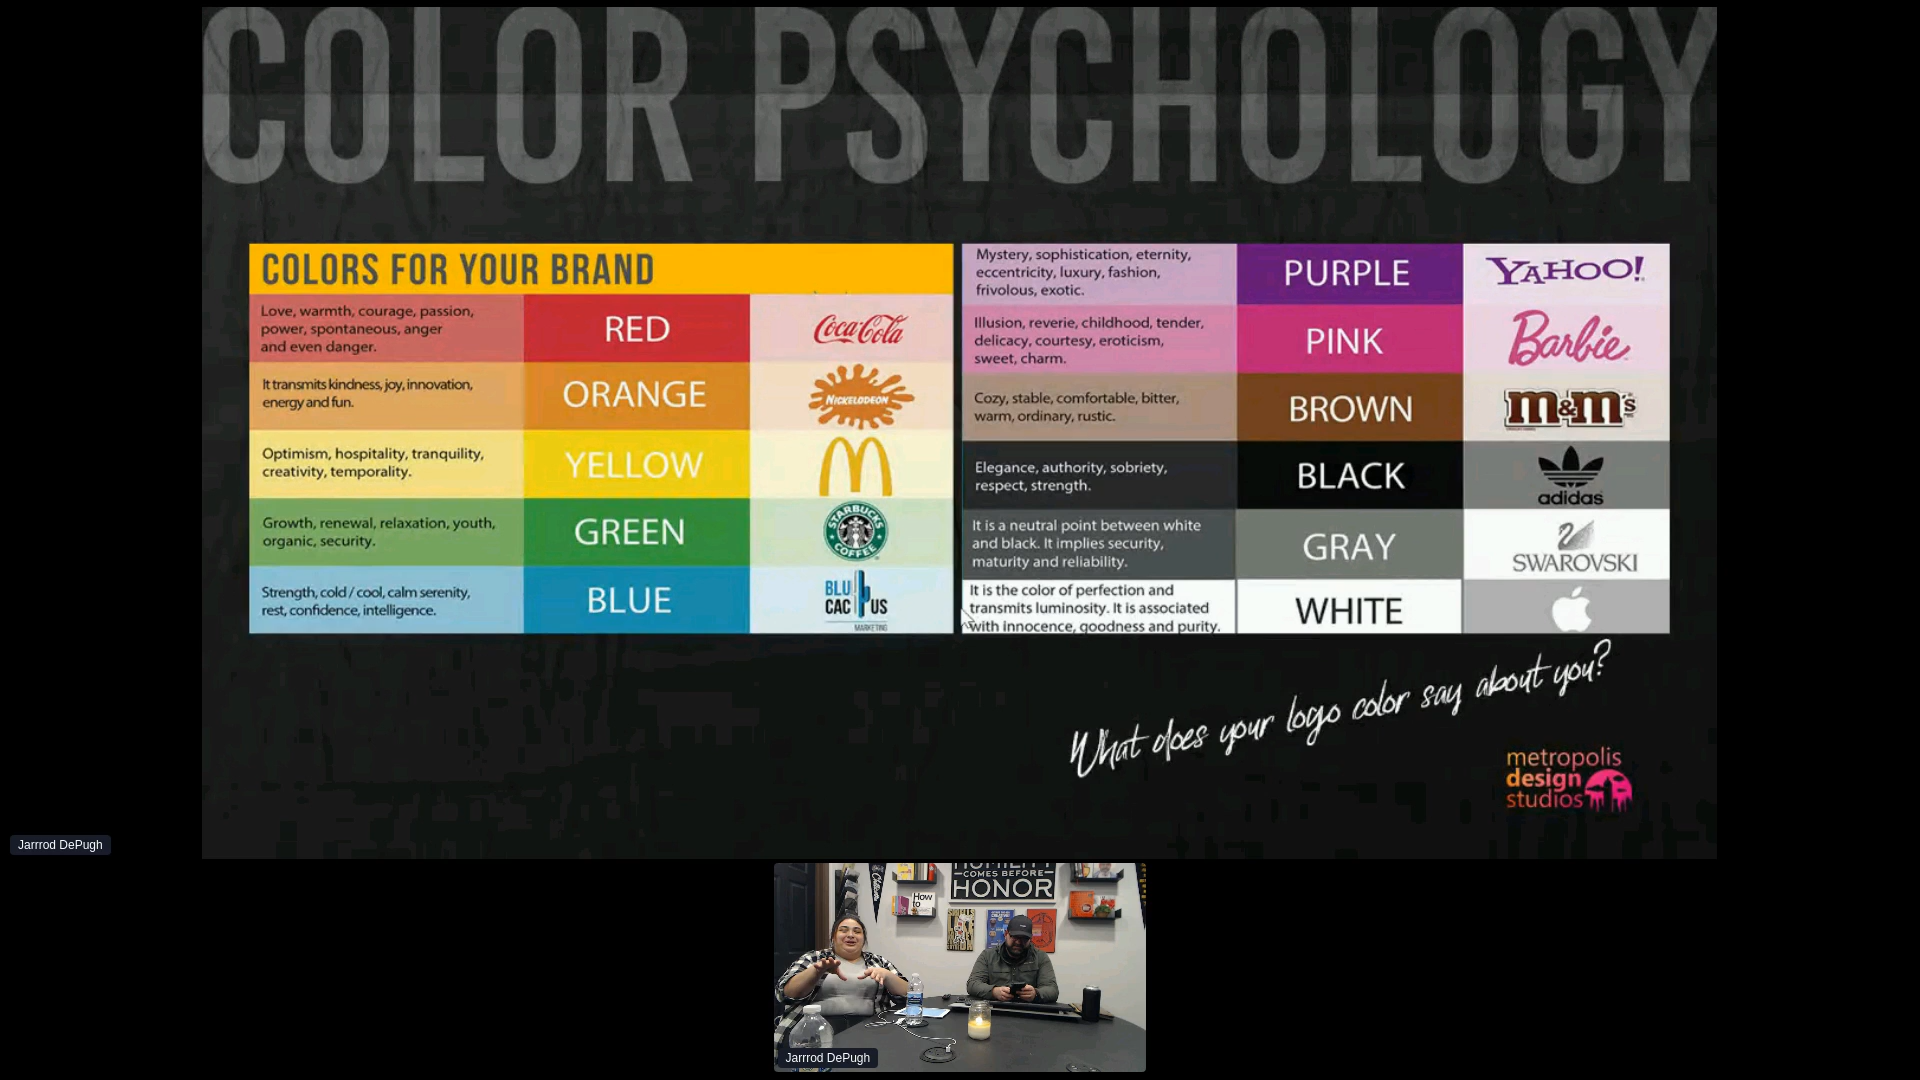 COLOR PSYCHOLOGY
COLORS FOR YOUR BRAND
Love, warmth, courage, passion,
power, spontaneous, anger
and even danger.
RED
Coca-Cola
It transmits kindness, joy, innovation,
energy and fun.
ORANGE
NICKELODEON
Optimism, hospitality, tranquility,
creativity, temporality.
YELLOW
Growth, renewal, relaxation, youth,
organic, security.
GREEN
STARBUCKS
COFFEE
Strength, cold / cool, calm serenity,
rest, confidence, intelligence.
BLUE
BLU
CAC US
MARKETING
Mystery, sophistication, eternity,
eccentricity, luxury, fashion,
frivolous, exotic.
PURPLE
YAHOO!
Illusion, reverie, childhood, tender,
delicacy, courtesy, eroticism,
sweet, charm.
PINK
Barbie
Cozy, stable, comfortable, bitter,
warm, ordinary, rustic.
BROWN
m&m's
Elegance, authority, sobriety,
respect, strength.
BLACK
adidas
It is a neutral point between white
and black. It implies security,
maturity and reliability.
GRAY
SWAROVSKI
It is the color of perfection and
transmits luminosity. It is associated
with innocence, goodness and purity.
WHITE
What does your logo color say about you?
metropolis
design
studios
Jarrrod DePugh
HUMILITY
COMES BEFORE
HONOR
How
to
Jarrrod DePugh